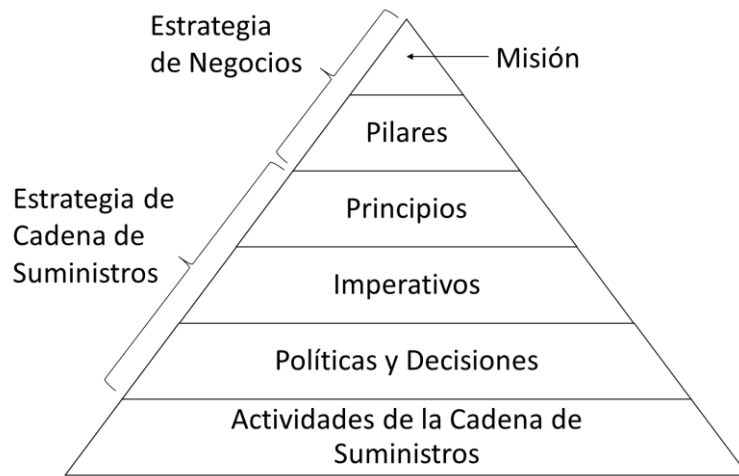 Estrategia
de Negocios
Misión
Pilares
Estrategia de
Cadena de
Suministros
Principios
Imperativos
Políticas y Decisiones
Actividades de la Cadena de
Suministros